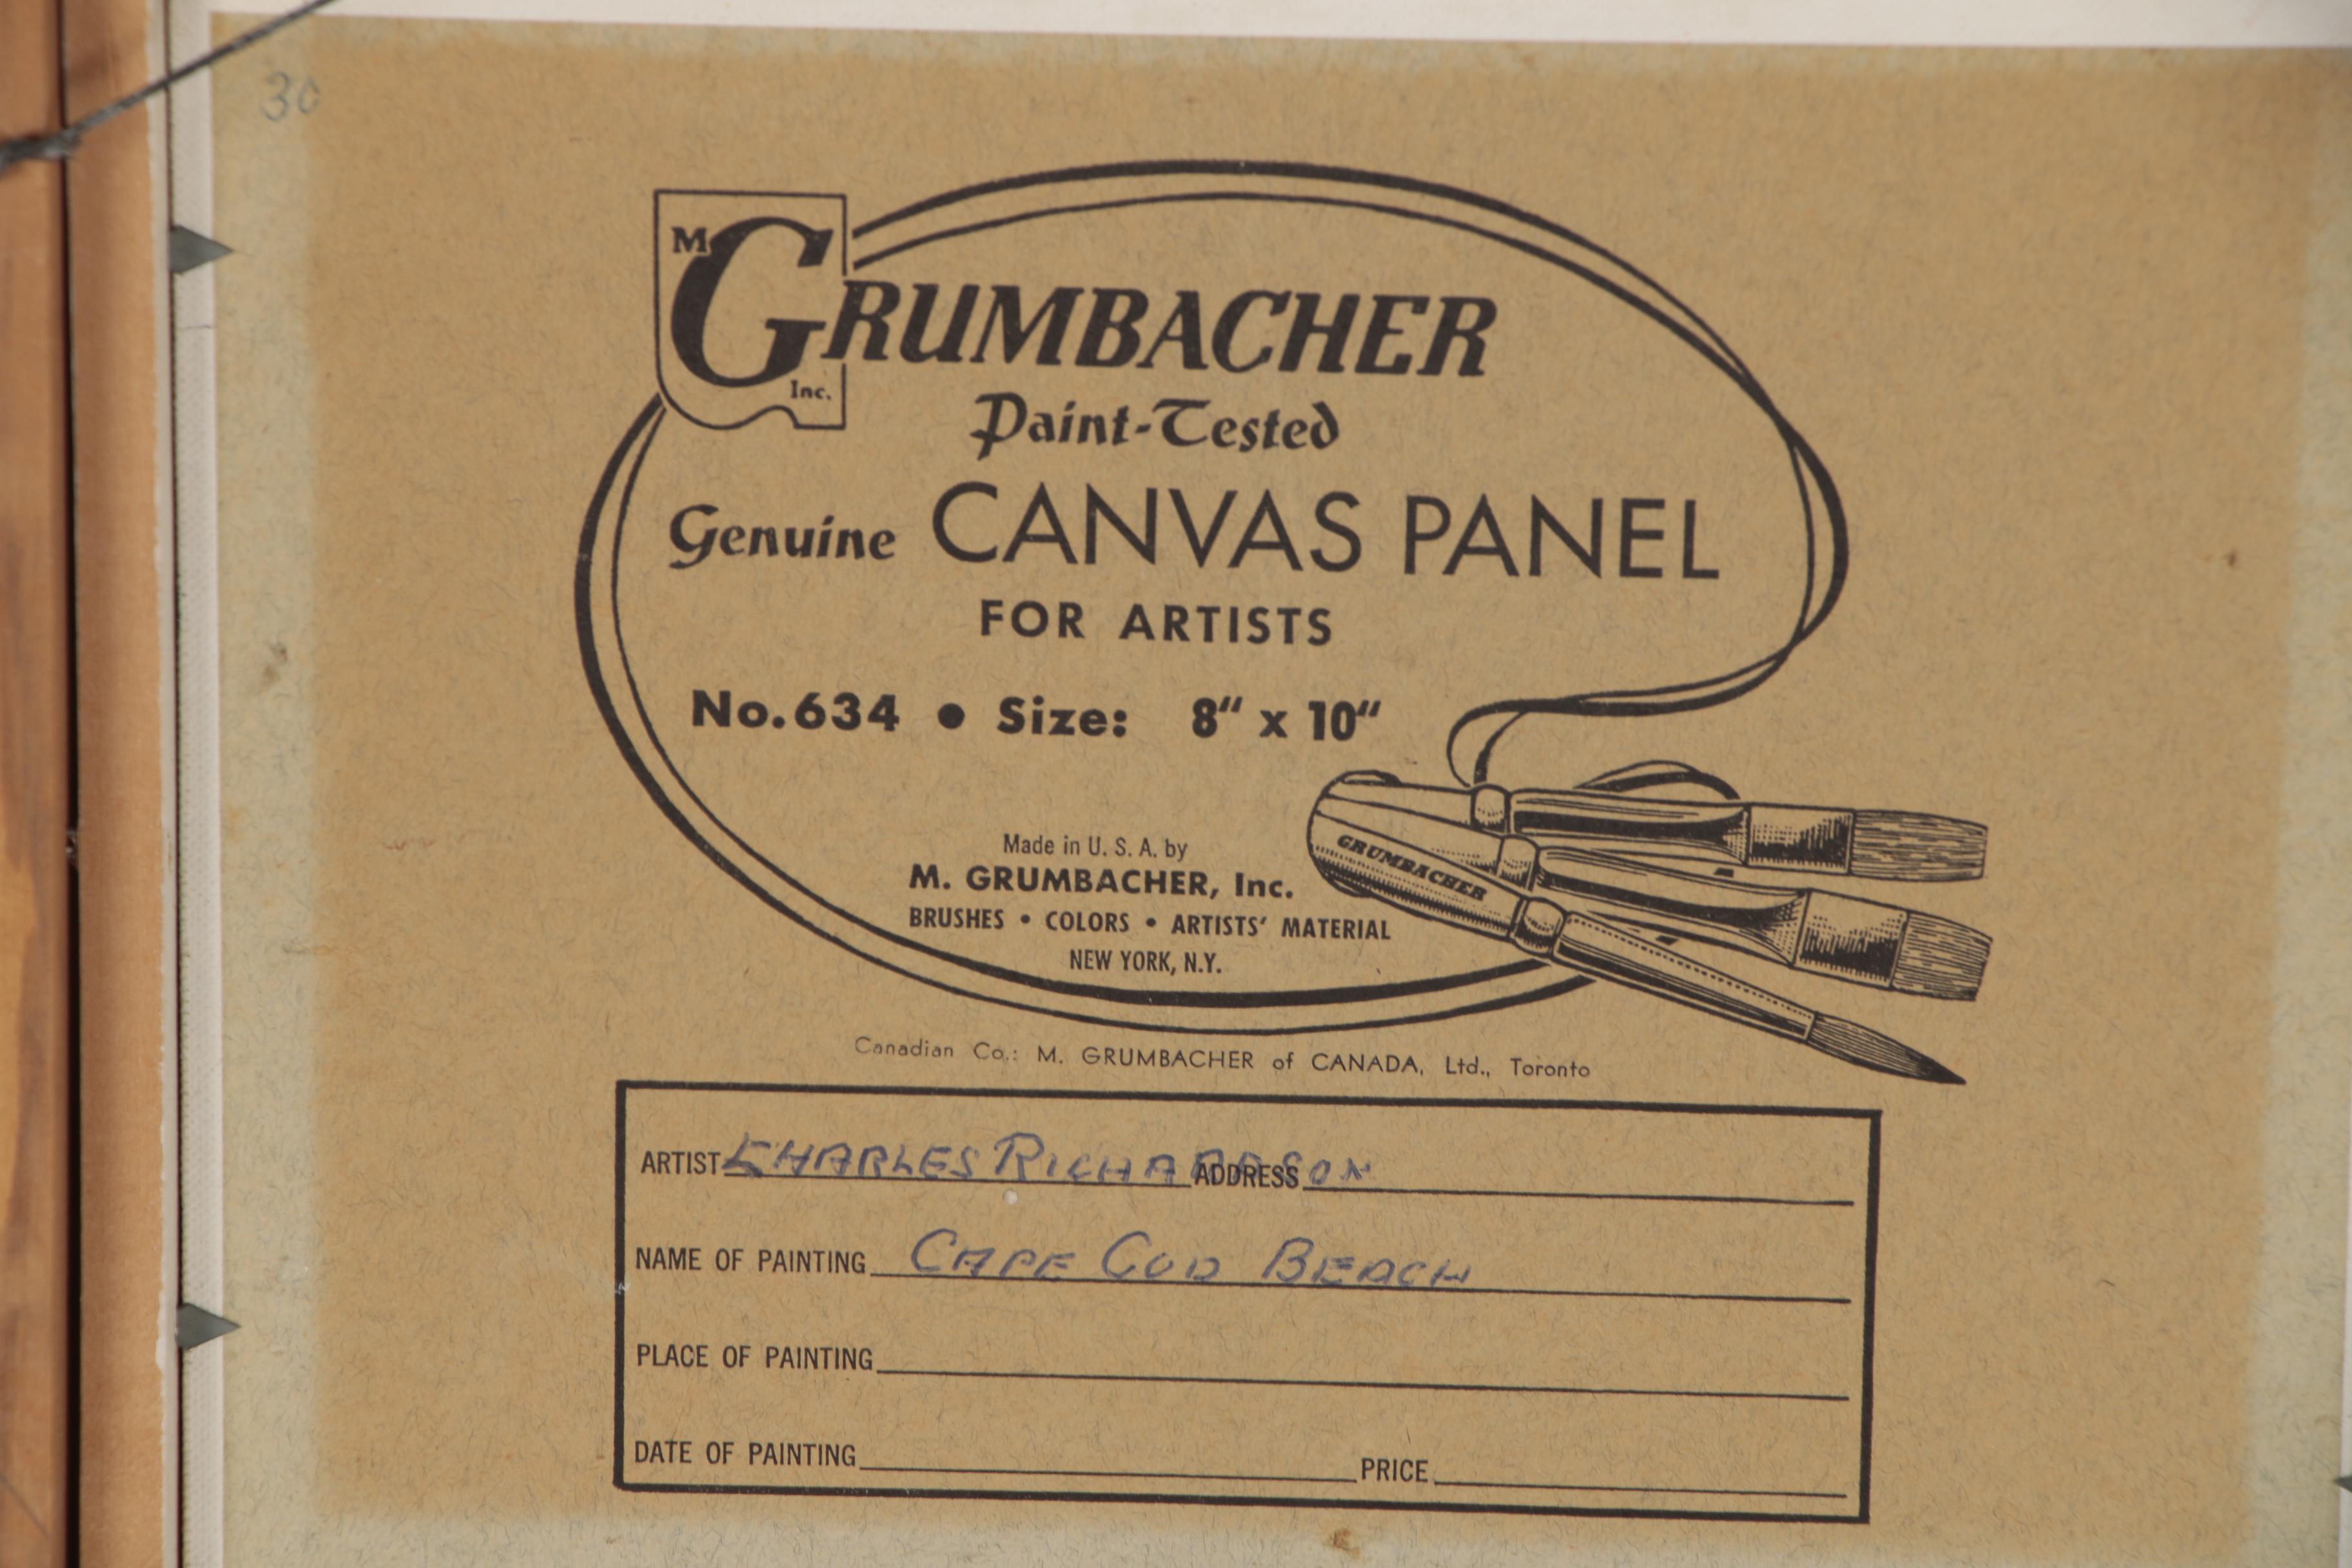 30
M GRUMBACHER Inc.
Paint-Tested
Genuine CANVAS PANEL
FOR ARTISTS
No.634 • Size: 8“ x 10“
GRUMBACHER
Made in U. S. A. by
M. GRUMBACHER, Inc.
BRUSHES • COLORS • ARTISTS’ MATERIAL
NEW YORK, N.Y.
Canadian Co.: M. GRUMBACHER of CANADA, Ltd., Toronto
ARTIST CHARLES RICHARDSON ADDRESS
NAME OF PAINTING CAPE COD BEACH
PLACE OF PAINTING
DATE OF PAINTING PRICE